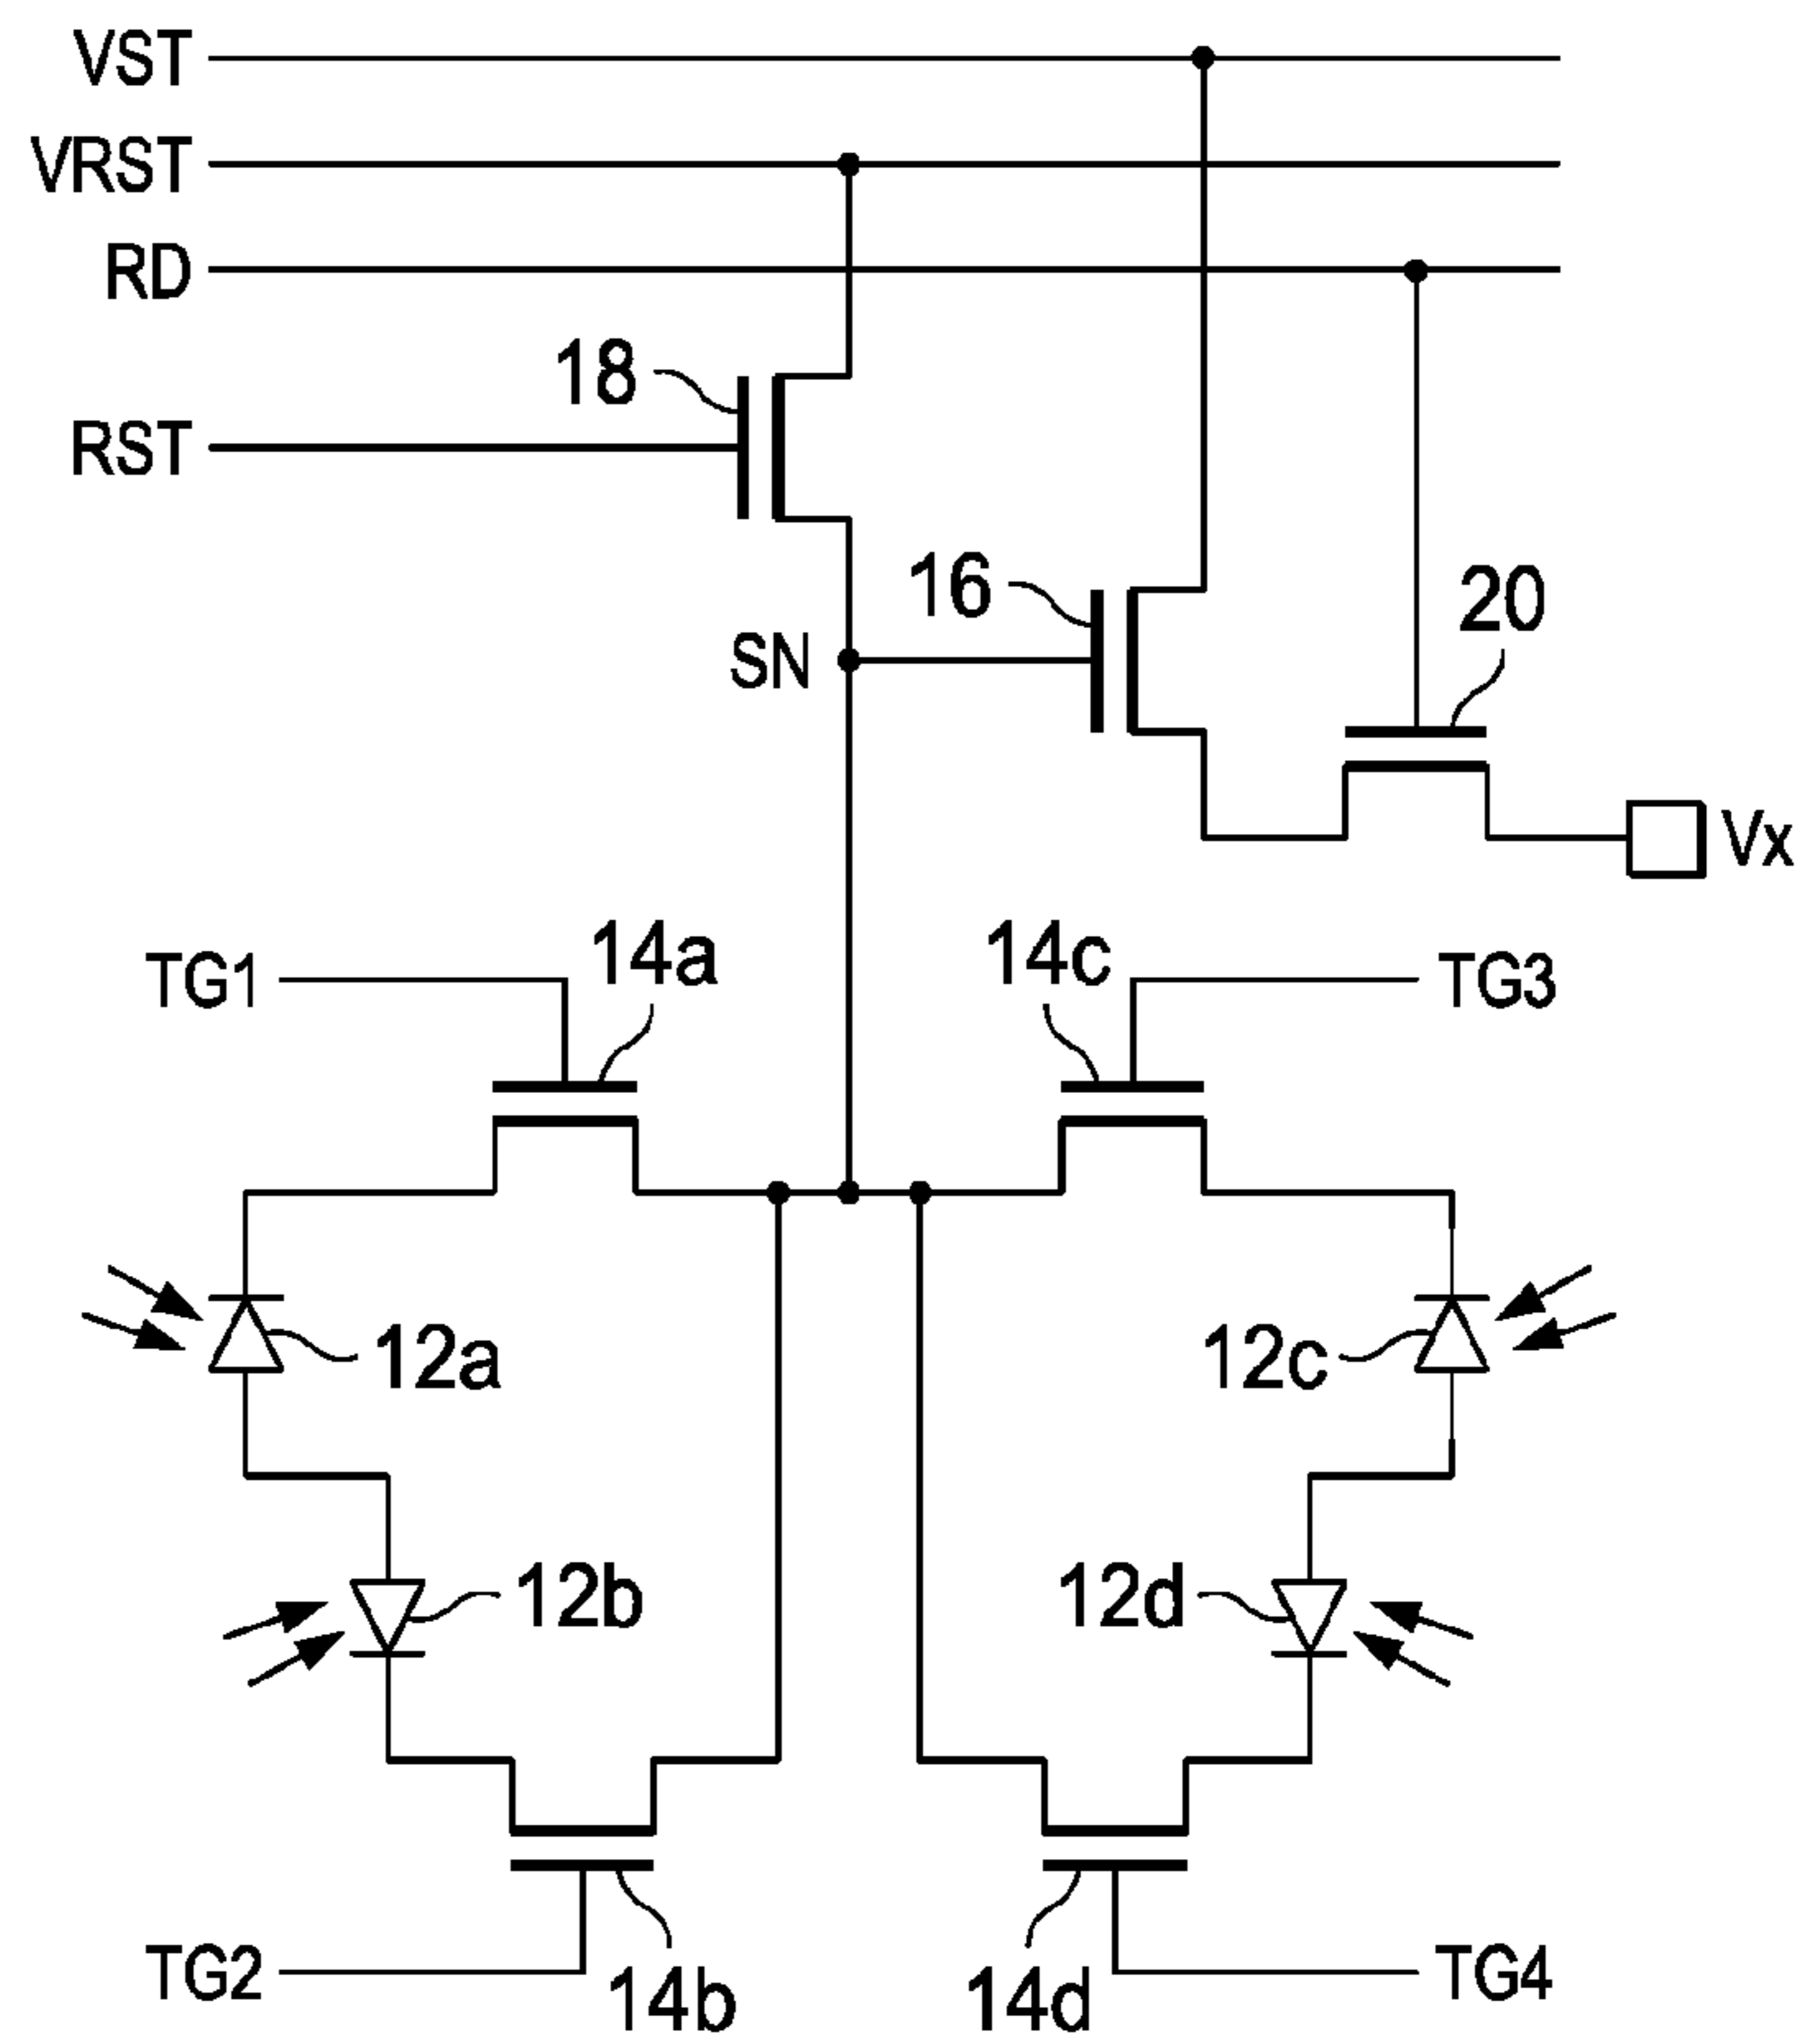 VST
VRST
RD
18
RST
16
20
SN
Vx
14a
14c
TG1
TG3
12a
12c
12b
12d
TG2
TG4
14b
14d